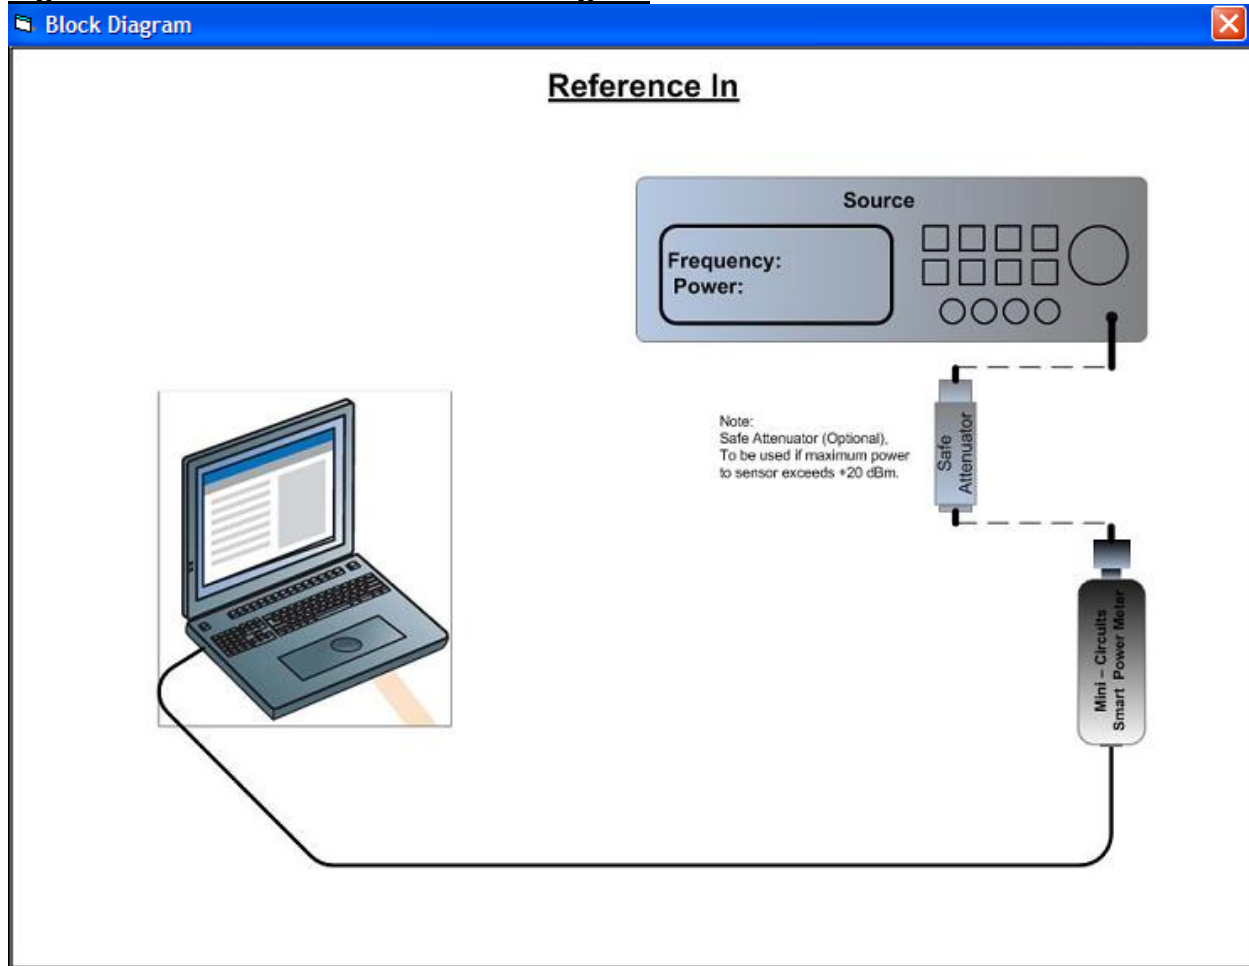 Block Diagram
Reference In
Source
Frequency:
Power:
Note:
Safe Attenuator (Optional),
To be used if maximum power
to sensor exceeds +20 dBm.
Safe
Attenuator
Mini – Circuits
Smart Power Meter